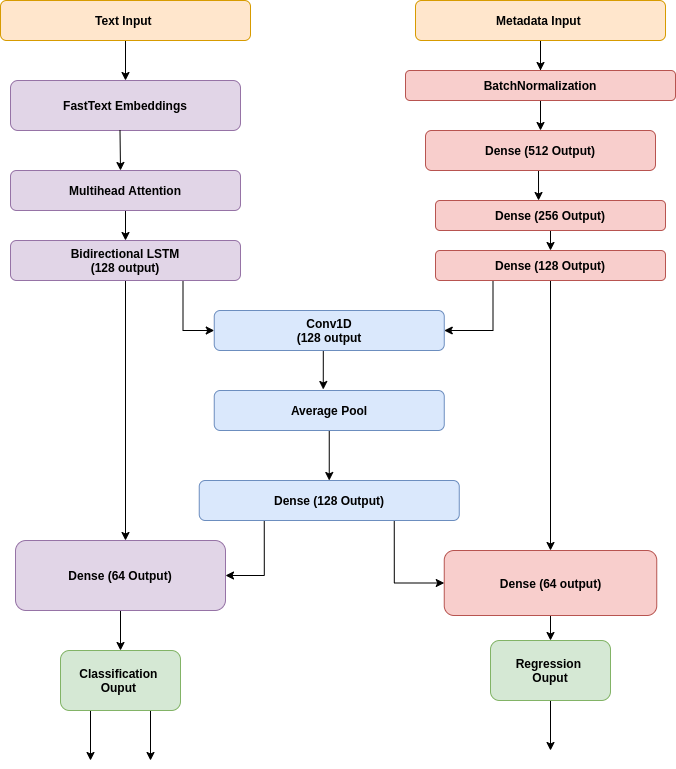 Text Input
Metadata Input
FastText Embeddings
BatchNormalization
Multihead Attention
Dense (512 Output)
Bidirectional LSTM
(128 output)
Dense (256 Output)
Dense (128 Output)
Conv1D
(128 output
Average Pool
Dense (128 Output)
Dense (64 Output)
Dense (64 output)
Classification
Ouput
Regression
Ouput